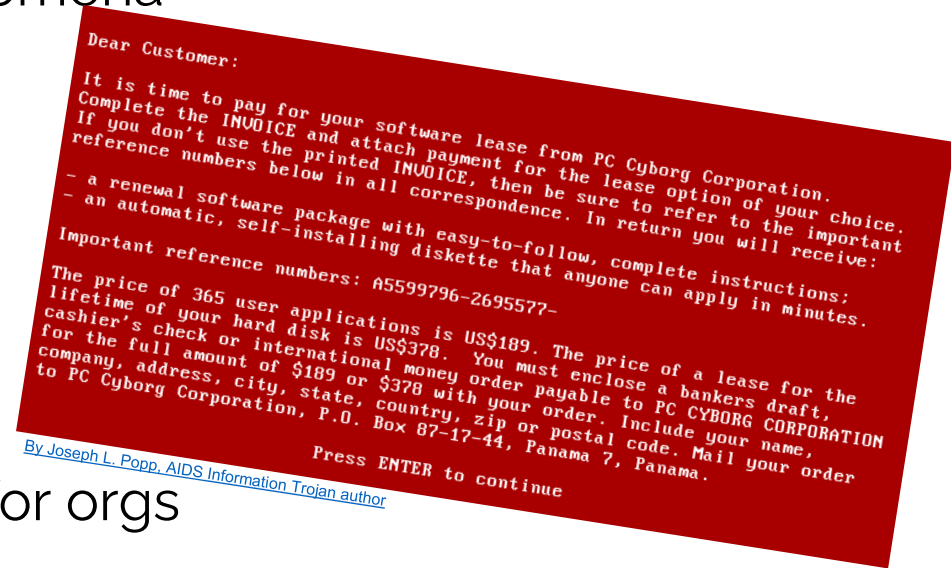 Dear Customer:
It is time to pay for your software lease from PC Cyborg Corporation.
Complete the INVOICE and attach payment for the lease option of your choice.
If you don't use the printed INVOICE, then be sure to refer to the important
reference numbers below in all correspondence. In return you will receive:
- a renewal software package with easy-to-follow, complete instructions;
- an automatic, self-installing diskette that anyone can apply in minutes.
Important reference numbers: A5599796-2695577-
The price of 365 user applications is US$189. The price of a lease for the
lifetime of your hard disk is US$378. You must enclose a bankers draft,
cashier's check or international money order payable to PC CYBORG CORPORATION
for the full amount of $189 or $378 with your order. Include your name,
company, address, city, state, country, zip or postal code. Mail your order
to PC Cyborg Corporation, P.O. Box 87-17-44, Panama 7, Panama.
Press ENTER to continue
By Joseph L. Popp, AIDS Information Trojan author
or orgs